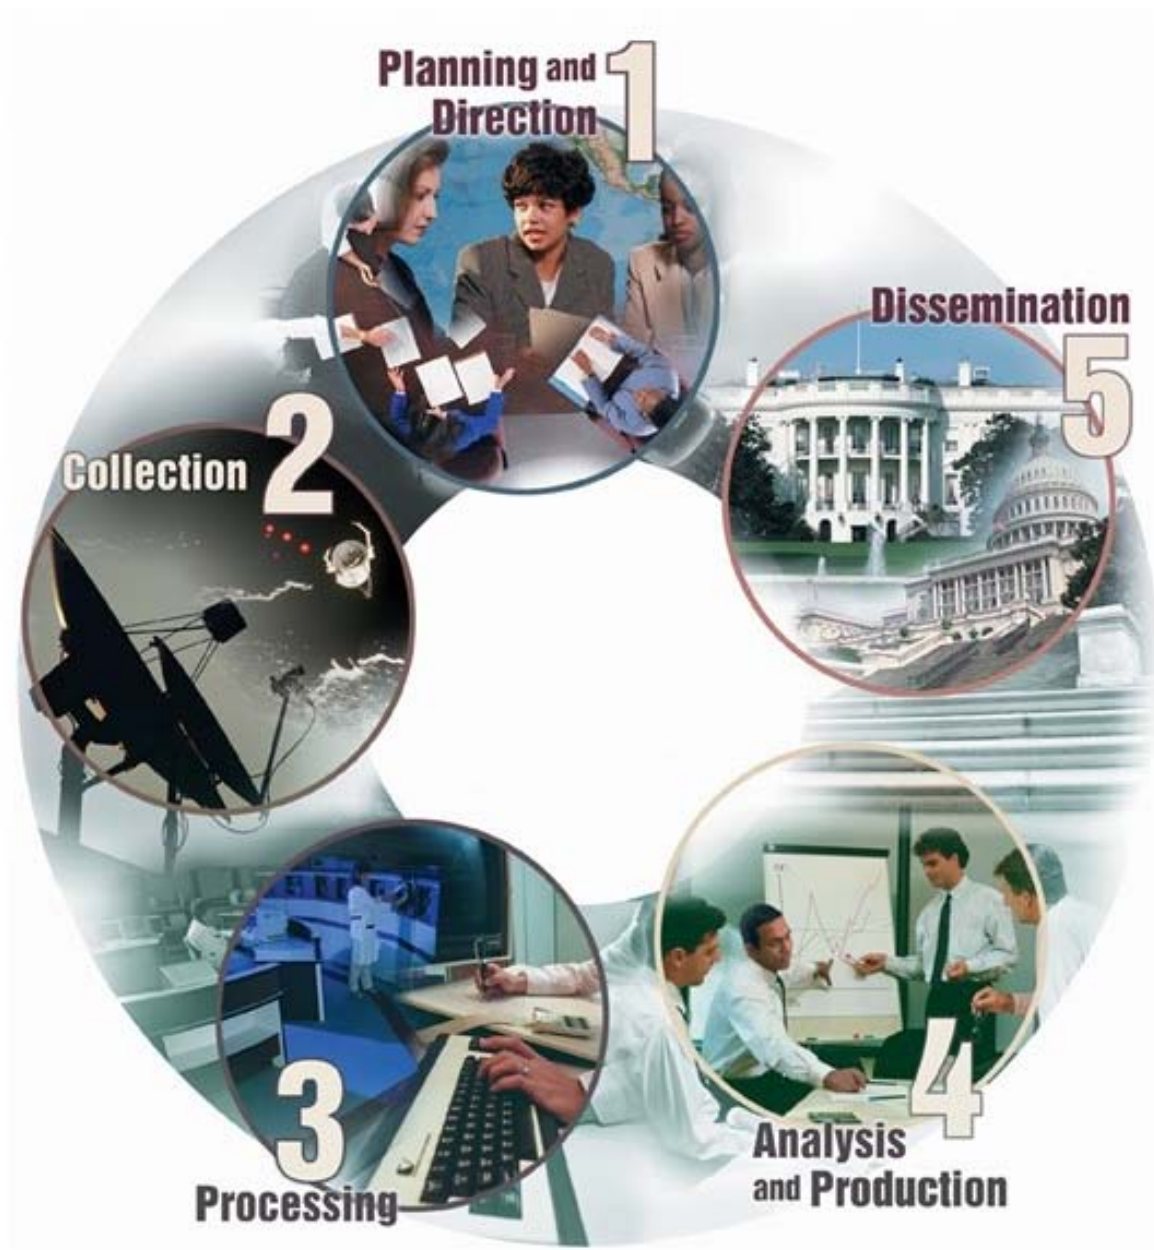 Planning and 1
Direction
2
Collection
3
Processing
4
Analysis
and Production
Dissemination
5